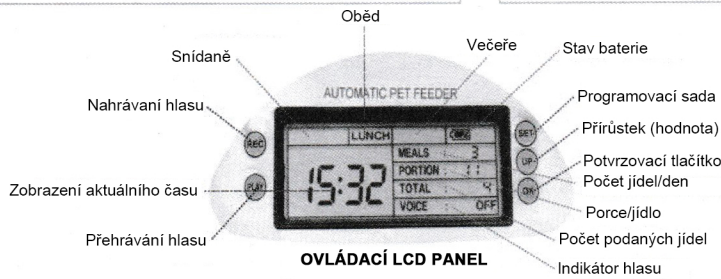 Oběd
Snídaně
Večeře
Stav baterie
AUTOMATIC PET FEEDER
Nahrávaní hlasu
Programovací sada
REC
LUNCH
SET
Přírůstek (hodnota)
MEALS : 3
UP
Potvrzovací tlačítko
15:32
PORTION : 11
Počet jídel/den
Zobrazení aktuálního času
PLAY
TOTAL : 4
OK
Porce/jídlo
VOICE : OFF
Přehrávání hlasu
Počet podaných jídel
OVLÁDACÍ LCD PANEL
Indikátor hlasu